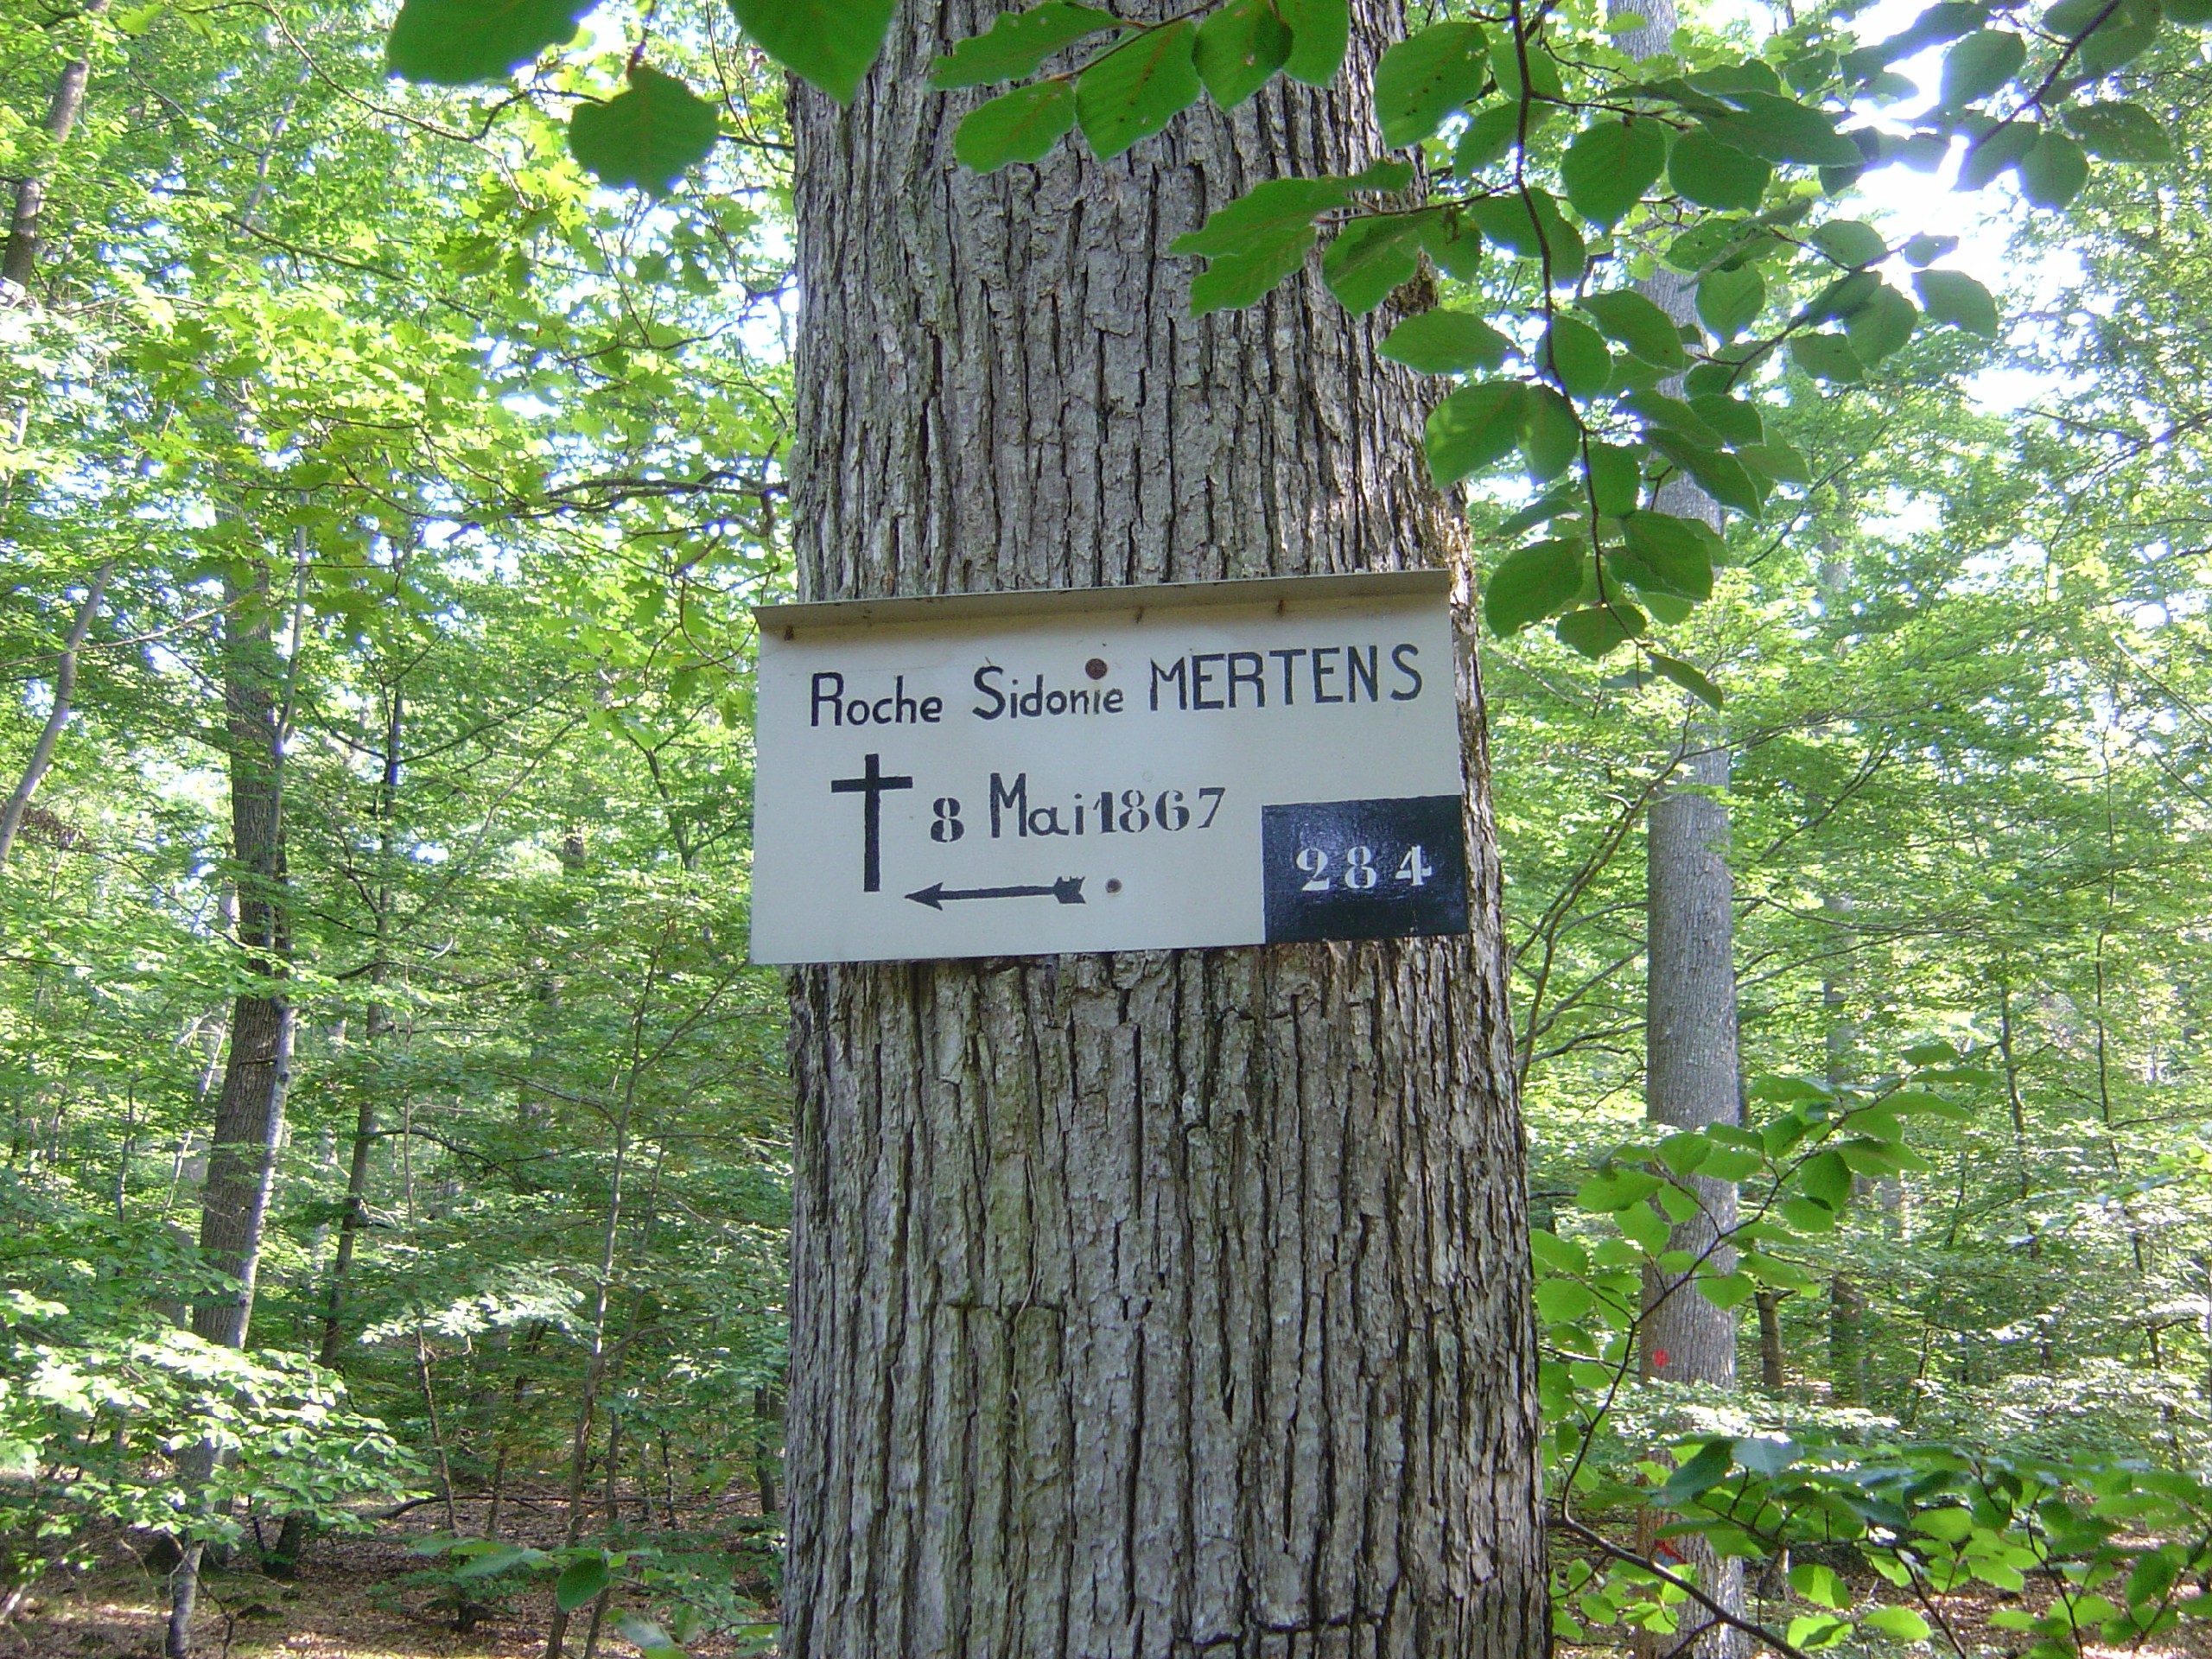 Roche Sidonie MERTENS
8 Mai 1867
284